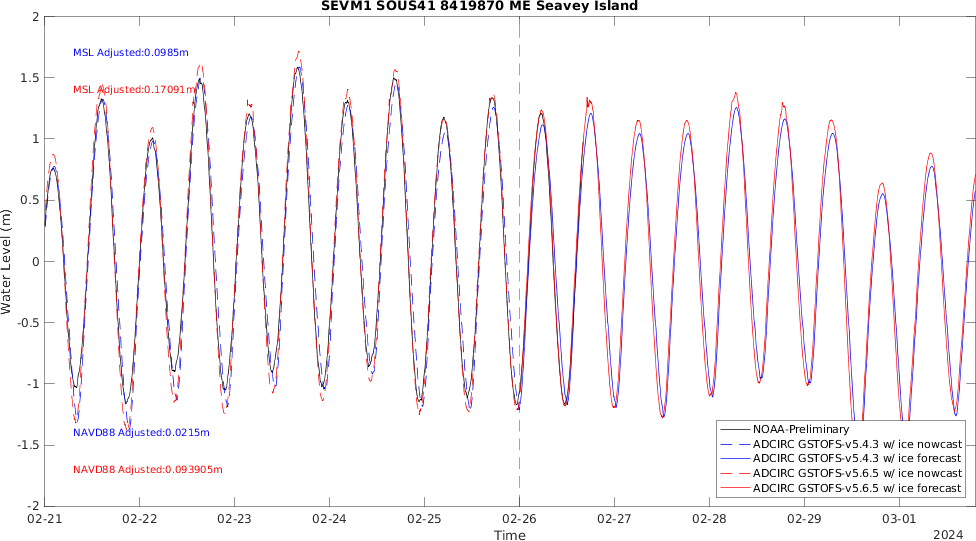 SEVM1 SOUS41 8419870 ME Seavey Island
2
1.5
1
0.5
0
-0.5
-1
-1.5
-2
Water Level (m)
MSL Adjusted:0.0985m
MSL Adjusted:0.17091m
NAVD88 Adjusted:0.0215m
NAVD88 Adjusted:0.093905m
NOAA-Preliminary
ADCIRC GSTOFS-v5.4.3 w/ ice nowcast
ADCIRC GSTOFS-v5.4.3 w/ ice forecast
ADCIRC GSTOFS-v5.6.5 w/ ice nowcast
ADCIRC GSTOFS-v5.6.5 w/ ice forecast
02-21 02-22 02-23 02-24 02-25 02-26 02-27 02-28 02-29 03-01
Time
2024